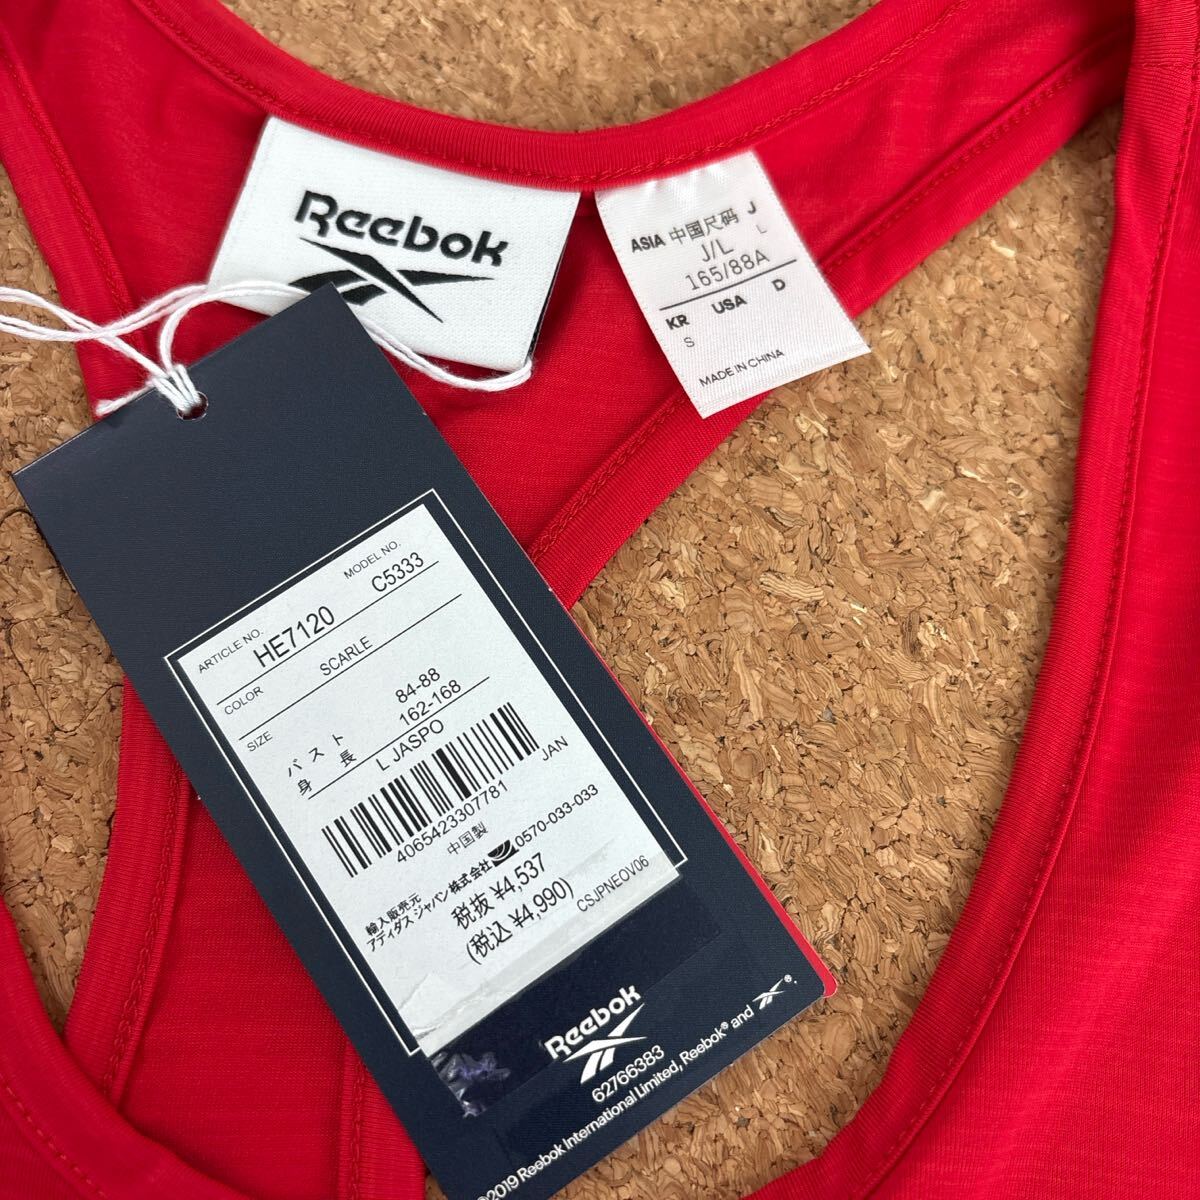 Reebok
ASIA 中国尺码 J
J/L L
165/88A
KR USA D
S
MADE IN CHINA
ARTICLE NO. MODEL NO.
HE7120 C5333
COLOR SCARLE
SIZE
バスト 84-88
身長 162-168
L JASPO
JAN
4065423307781
中国製
輸入販売元
アディダス ジャパン 株式会社 0570-033-033
税抜 ¥4,537
(税込 ¥4,990)
CSJPNEOV06
Reebok
62766383
©2019 Reebok International Limited, Reebok® and ®.